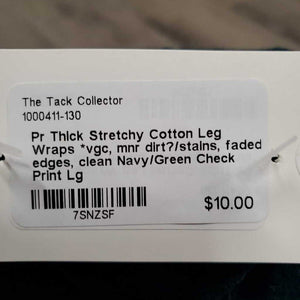 The Tack Collector
1000411-130
Pr Thick Stretchy Cotton Leg
Wraps *vgc, mnr dirt?/stains, faded
edges, clean Navy/Green Check
Print Lg
7SNZSF
$10.00